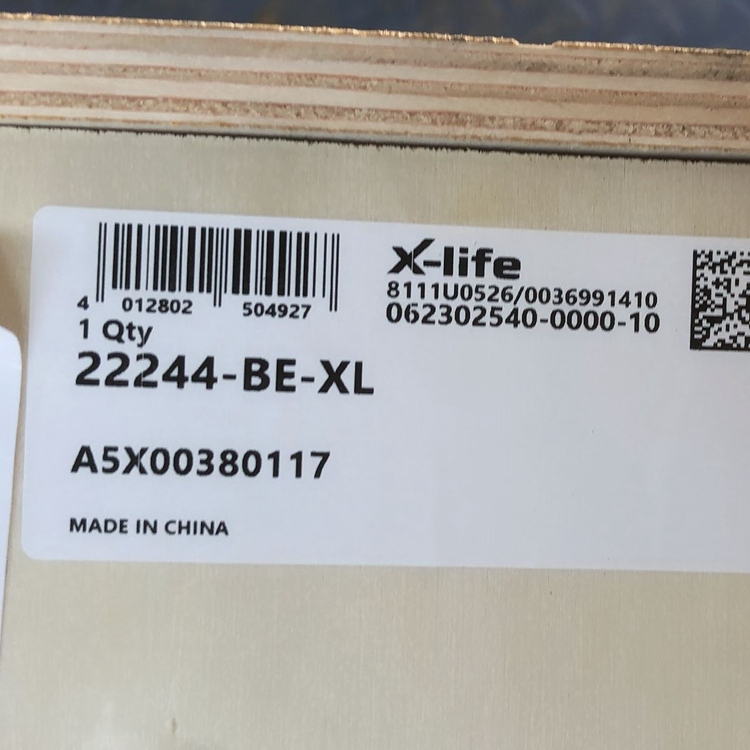 4 012802 504927
1 Qty
22244-BE-XL
A5X00380117
MADE IN CHINA
X-life
8111U0526/0036991410
062302540-0000-10